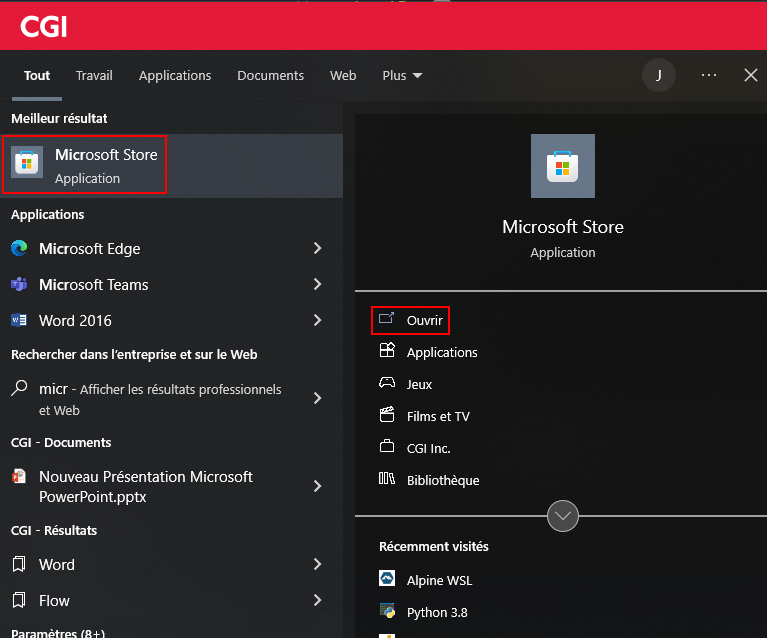 CGI
Tout Travail Applications Documents Web Plus J
Meilleur résultat
Microsoft Store
Application
Applications
Microsoft Edge
Microsoft Teams
Word 2016
Rechercher dans l'entreprise et sur le Web
micr - Afficher les résultats professionnels
et Web
CGI - Documents
Nouveau Présentation Microsoft
PowerPoint.pptx
CGI - Résultats
Word
Flow
Paramètres (8+)
Microsoft Store
Application
Ouvrir
Applications
Jeux
Films et TV
CGI Inc.
Bibliothèque
Récemment visités
Alpine WSL
Python 3.8